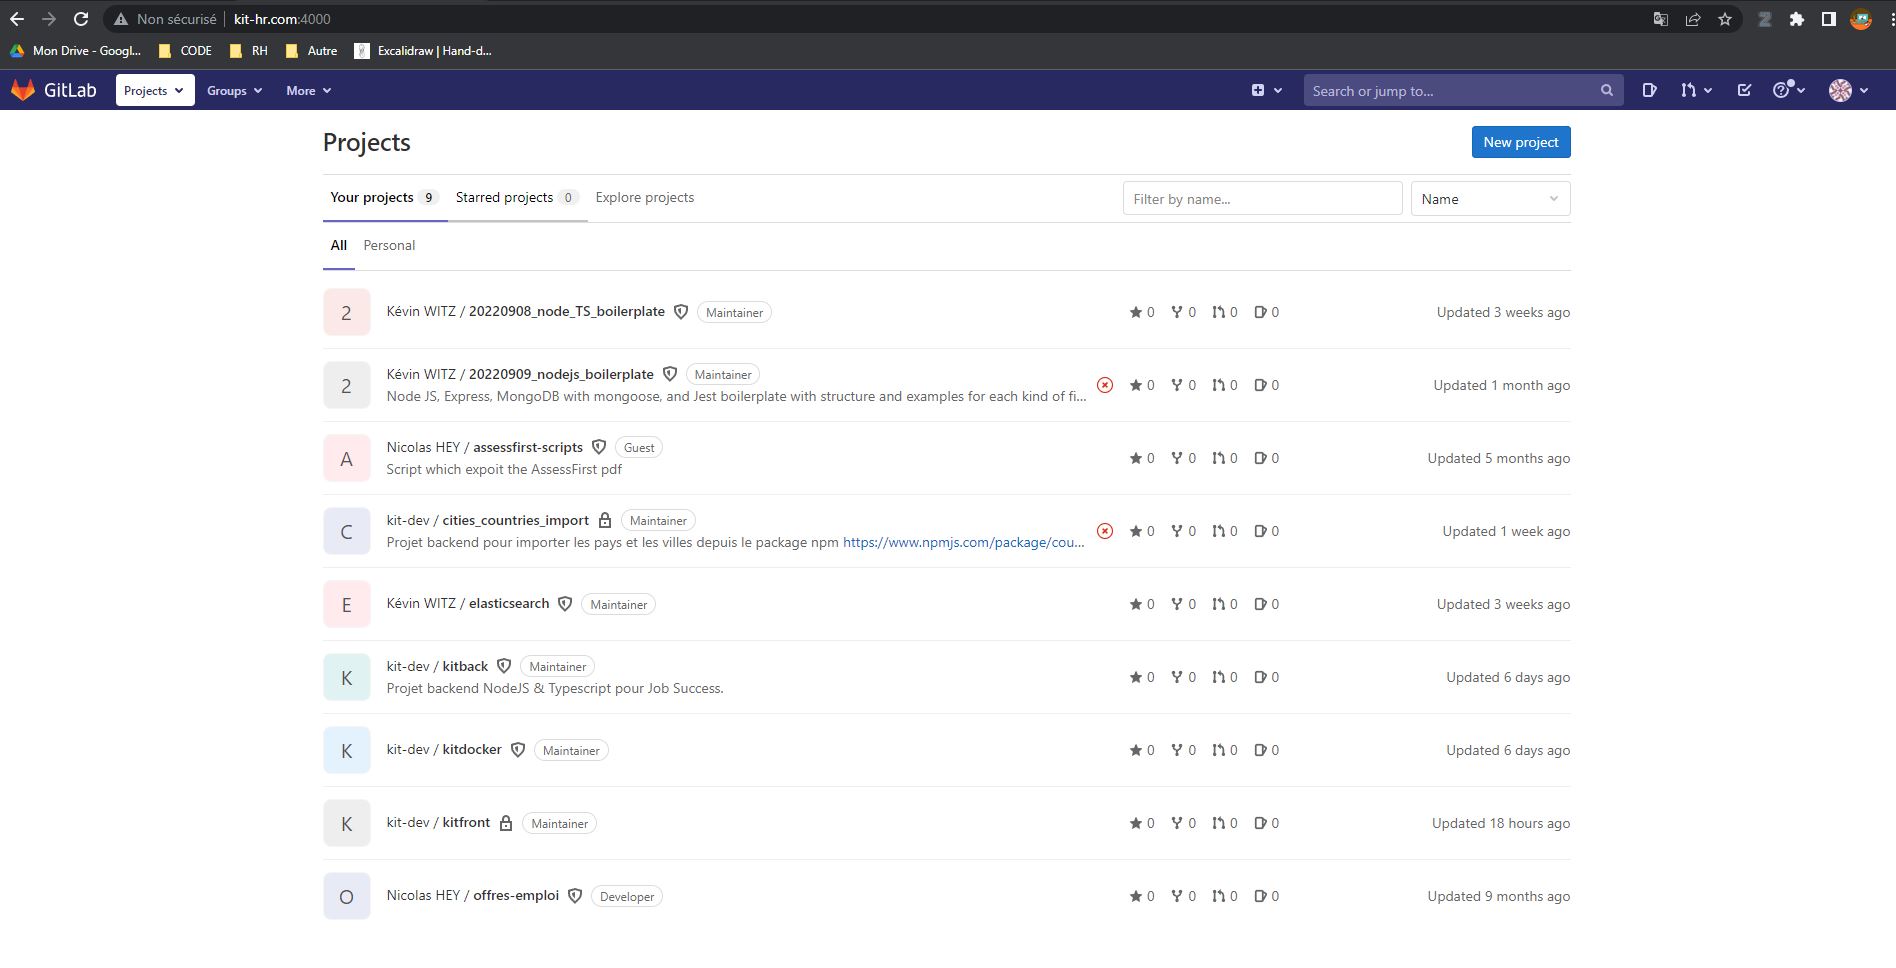 Non sécurisé | kit-hr.com:4000
Mon Drive - Googl... CODE RH Autre Excalidraw | Hand-d...
GitLab Projects Groups More Search or jump to...
Projects New project
Your projects 9 Starred projects 0 Explore projects Filter by name... Name
All Personal
2 Kévin WITZ / 20220908_node_TS_boilerplate Maintainer 0 0 0 0 Updated 3 weeks ago
2 Kévin WITZ / 20220909_nodejs_boilerplate Maintainer 0 0 0 0 Updated 1 month ago
Node JS, Express, MongoDB with mongoose, and Jest boilerplate with structure and examples for each kind of fi...
A Nicolas HEY / assessfirst-scripts Guest 0 0 0 0 Updated 5 months ago
Script which expoit the AssessFirst pdf
C kit-dev / cities_countries_import Maintainer 0 0 0 0 Updated 1 week ago
Projet backend pour importer les pays et les villes depuis le package npm https://www.npmjs.com/package/cou...
E Kévin WITZ / elasticsearch Maintainer 0 0 0 0 Updated 3 weeks ago
K kit-dev / kitback Maintainer 0 0 0 0 Updated 6 days ago
Projet backend NodeJS & Typescript pour Job Success.
K kit-dev / kitdocker Maintainer 0 0 0 0 Updated 6 days ago
K kit-dev / kitfront Maintainer 0 0 0 0 Updated 18 hours ago
O Nicolas HEY / offres-emploi Developer 0 0 0 0 Updated 9 months ago